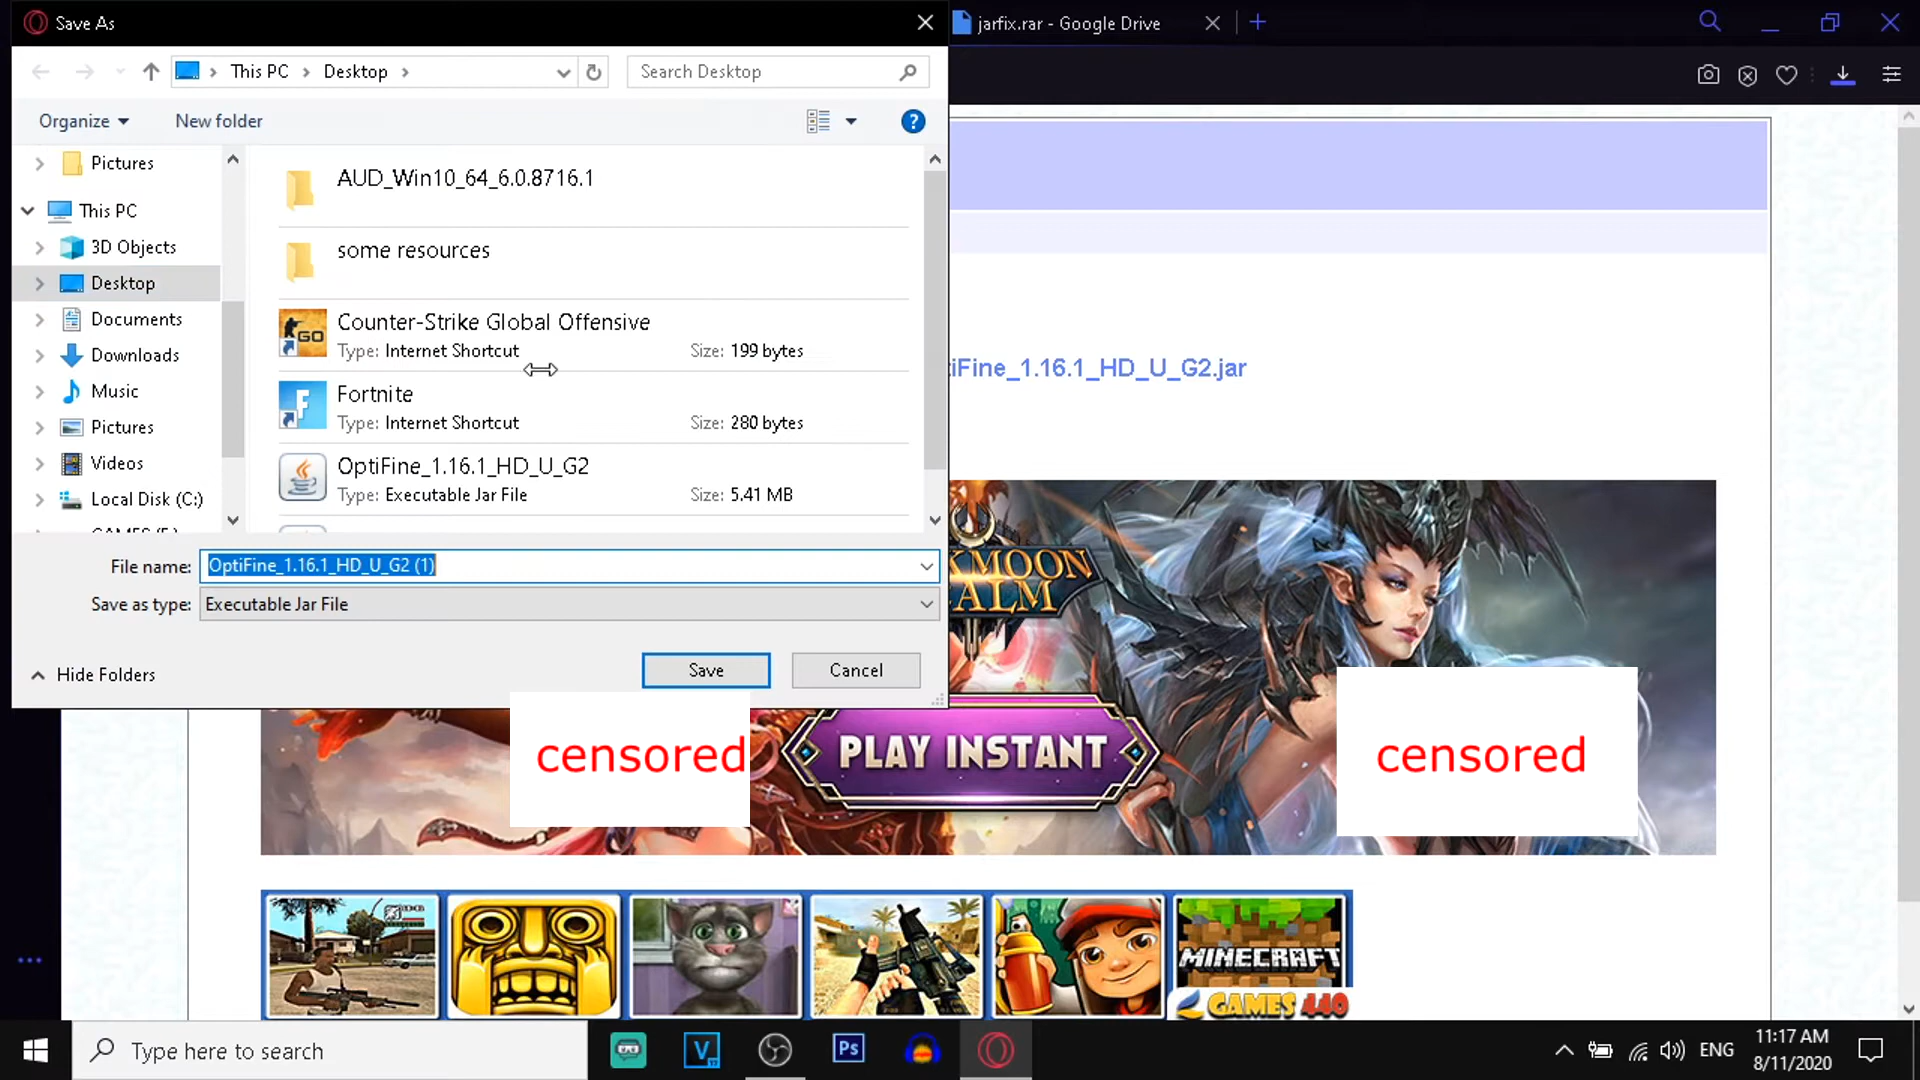 Save As
jarfix.rar - Google Drive
This PC
Desktop
Search Desktop
Organize
New folder
Pictures
This PC
3D Objects
Desktop
Documents
Downloads
Music
Pictures
Videos
Local Disk (C:)
AUD_Win10_64_6.0.8716.1
some resources
Counter-Strike Global Offensive
Type: Internet Shortcut
Size: 199 bytes
Fortnite
Type: Internet Shortcut
Size: 280 bytes
OptiFine_1.16.1_HD_U_G2
Type: Executable Jar File
Size: 5.41 MB
File name: OptiFine_1.16.1_HD_U_G2 (1)
Save as type: Executable Jar File
Hide Folders
Save
Cancel
iFine_1.16.1_HD_U_G2.jar
KMOON
ALM
censored
PLAY INSTANT
censored
MINECRAFT
GAMES 440
Type here to search
V
Ps
ENG
11:17 AM
8/11/2020